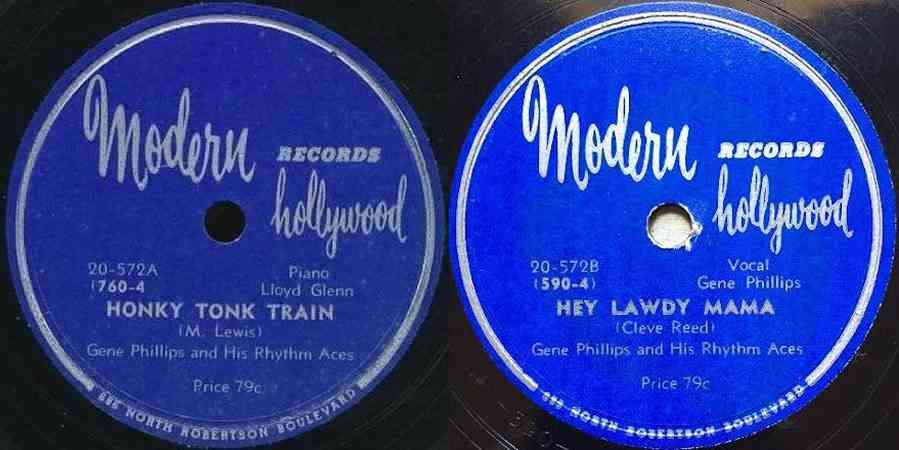 Modern RECORDS
hollywood
20-572A
(760-4
Piano
Lloyd Glenn
HONKY TONK TRAIN
(M. Lewis)
Gene Phillips and His Rhythm Aces
Price 79c
NORTH ROBERTSON BOULEVARD
Modern RECORDS
hollywood
20-572B
(590-4)
Vocal
Gene Phillips
HEY LAWDY MAMA
(Cleve Reed)
Gene Phillips and His Rhythm Aces
Price 79c
NORTH ROBERTSON BOULEVARD